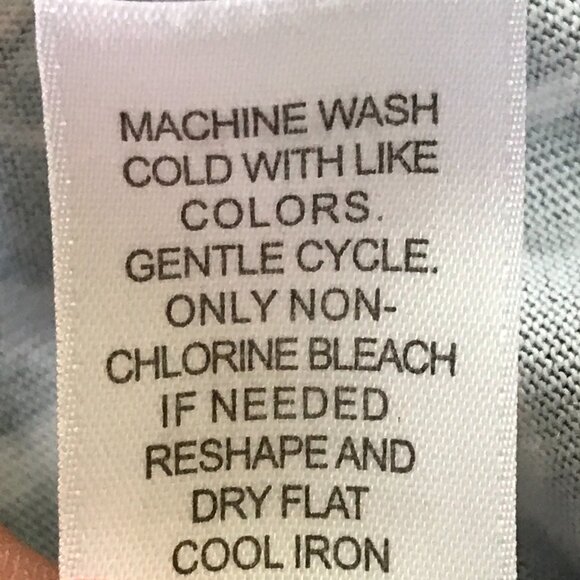 MACHINE WASH
COLD WITH LIKE
COLORS.
GENTLE CYCLE.
ONLY NON-
CHLORINE BLEACH
IF NEEDED.
RESHAPE AND
DRY FLAT
COOL IRON